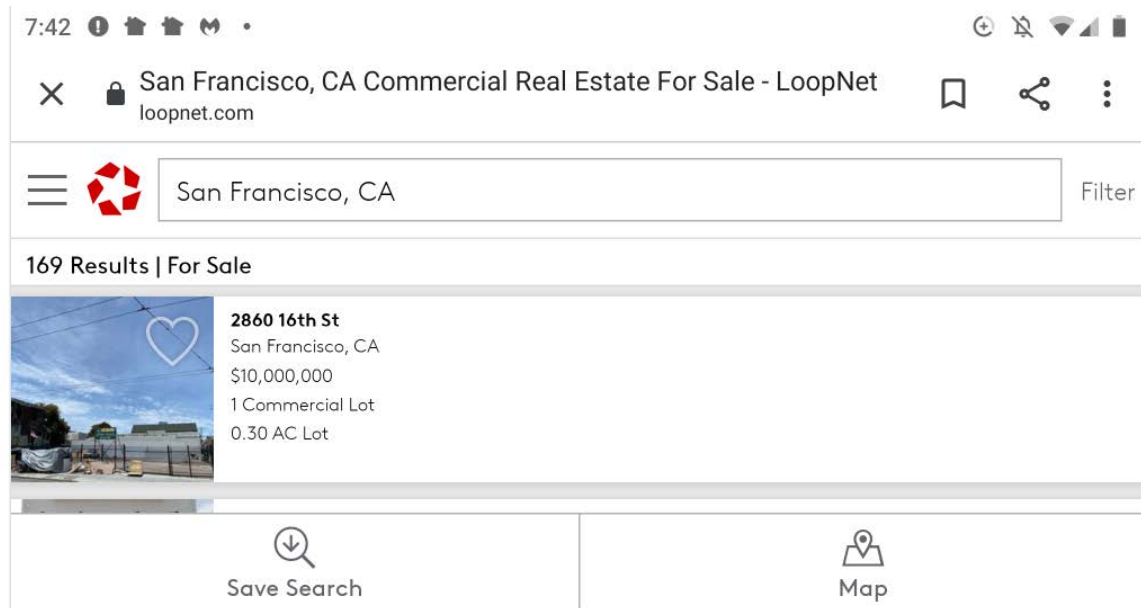 7:42
San Francisco, CA Commercial Real Estate For Sale - LoopNet
loopnet.com
San Francisco, CA
Filter
169 Results | For Sale
2860 16th St
San Francisco, CA
$10,000,000
1 Commercial Lot
0.30 AC Lot
Save Search
Map